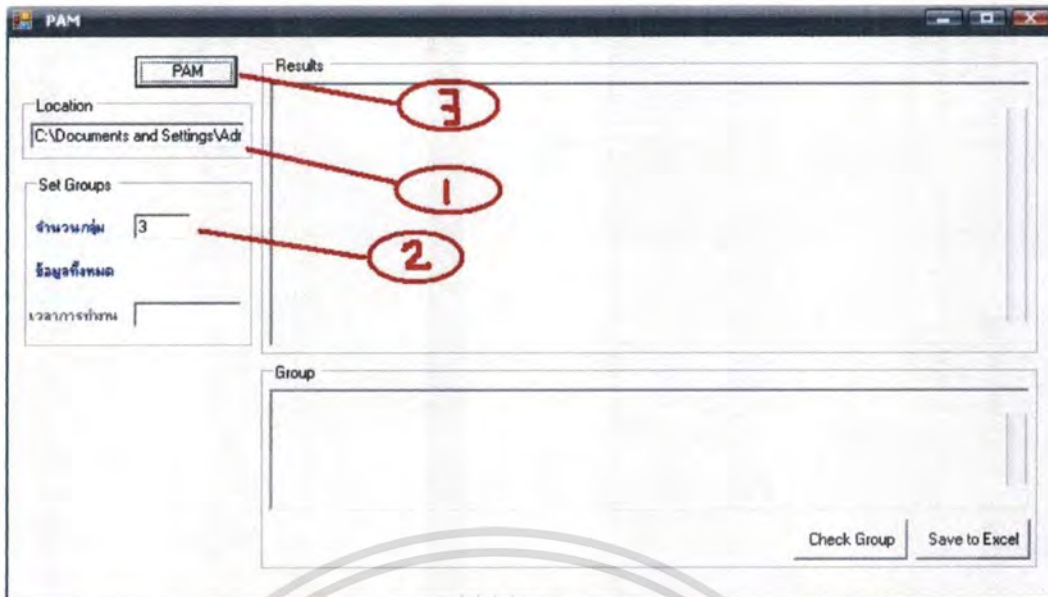 PAM
PAM
Results
3
Location
C:\Documents and Settings\Adr
1
Set Groups
จำนวนกลุ่ม 3
2
ข้อมูลทั้งหมด
เวลาการทำงาน
Group
Check Group Save to Excel